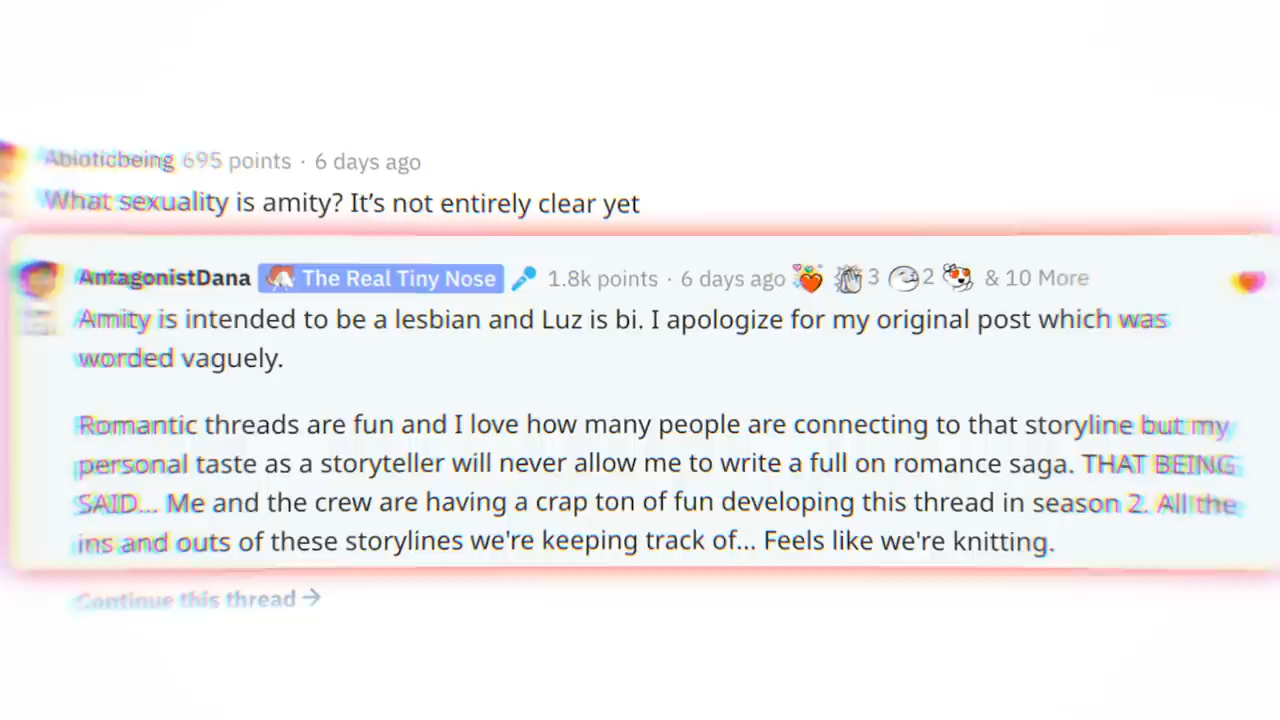 Abioticbeing 695 points · 6 days ago
What sexuality is amity? It's not entirely clear yet
AntagonistDana The Real Tiny Nose 1.8k points · 6 days ago 3 2 & 10 More
Amity is intended to be a lesbian and Luz is bi. I apologize for my original post which was
worded vaguely.
Romantic threads are fun and I love how many people are connecting to that storyline but my
personal taste as a storyteller will never allow me to write a full on romance saga. THAT BEING
SAID... Me and the crew are having a crap ton of fun developing this thread in season 2. All the
ins and outs of these storylines we're keeping track of... Feels like we're knitting.
Continue this thread →